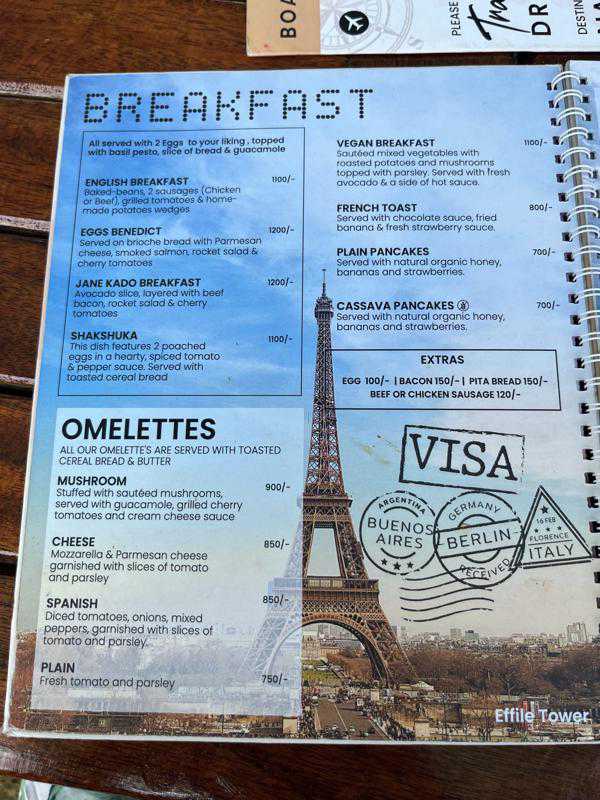 BOA
PLEASE
Tra
DR
DESTIN
BREAKFAST
All served with 2 Eggs to your liking , topped
with basil pesto, slice of bread & guacamole
ENGLISH BREAKFAST 1100/-
Baked-beans, 2 sausages (Chicken
or Beef), grilled tomatoes & home-
made potatoes wedges
EGGS BENEDICT 1200/-
Served on brioche bread with Parmesan
cheese, smoked salmon, rocket salad &
cherry tomatoes
JANE KADO BREAKFAST 1200/-
Avocado slice, layered with beef
bacon, rocket salad & cherry
tomatoes
SHAKSHUKA 1100/-
This dish features 2 poached
eggs in a hearty, spiced tomato
& pepper sauce. Served with
toasted cereal bread
OMELETTES
ALL OUR OMELETTE'S ARE SERVED WITH TOASTED
CEREAL BREAD & BUTTER
MUSHROOM 900/-
Stuffed with sautéed mushrooms,
served with guacamole, grilled cherry
tomatoes and cream cheese sauce
CHEESE 850/-
Mozzarella & Parmesan cheese
garnished with slices of tomato
and parsley
SPANISH 850/-
Diced tomatoes, onions, mixed
peppers, garnished with slices of
tomato and parsley.
PLAIN
Fresh tomato and parsley 750/-
VEGAN BREAKFAST 1100/-
Sautéed mixed vegetables with
roasted potatoes and mushrooms
topped with parsley. Served with fresh
avocado & a side of hot sauce.
FRENCH TOAST 800/-
Served with chocolate sauce, fried
banana & fresh strawberry sauce.
PLAIN PANCAKES 700/-
Served with natural organic honey,
bananas and strawberries.
CASSAVA PANCAKES 700/-
Served with natural organic honey,
bananas and strawberries.
EXTRAS
EGG 100/- | BACON 150/- | PITA BREAD 150/-
BEEF OR CHICKEN SAUSAGE 120/-
VISA
ARGENTINA
BUENOS
AIRES
GERMANY
BERLIN
RECEIVED
16 FEB
FLORENCE
ITALY
Effile Tower